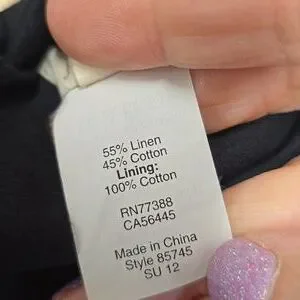 55% Linen
45% Cotton
Lining:
100% Cotton
RN77388
CA56445
Made in China
Style 85745
SU 12